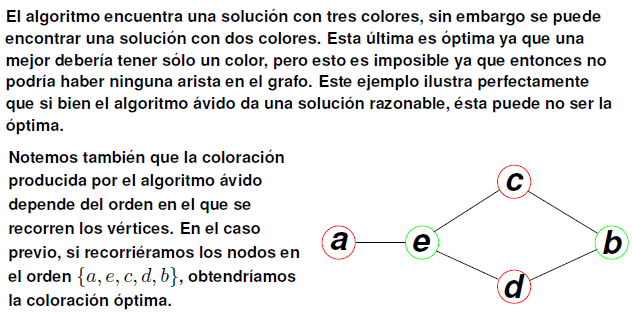 El algoritmo encuentra una solución con tres colores, sin embargo se puede
encontrar una solución con dos colores. Esta última es óptima ya que una
mejor debería tener sólo un color, pero esto es imposible ya que entonces no
podría haber ninguna arista en el grafo. Este ejemplo ilustra perfectamente
que si bien el algoritmo ávido da una solución razonable, ésta puede no ser la
óptima.
Notemos también que la coloración
producida por el algoritmo ávido
depende del orden en el que se
recorren los vértices. En el caso
previo, si recorriéramos los nodos en
el orden {a, e, c, d, b}, obtendríamos
la coloración óptima.
c
a e b
d